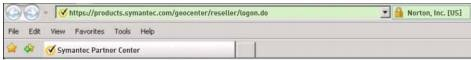 https://products.symantec.com/geocenter/reseller/logon.do Norton, Inc. [US]
File Edit View Favorites Tools Help
Symantec Partner Center